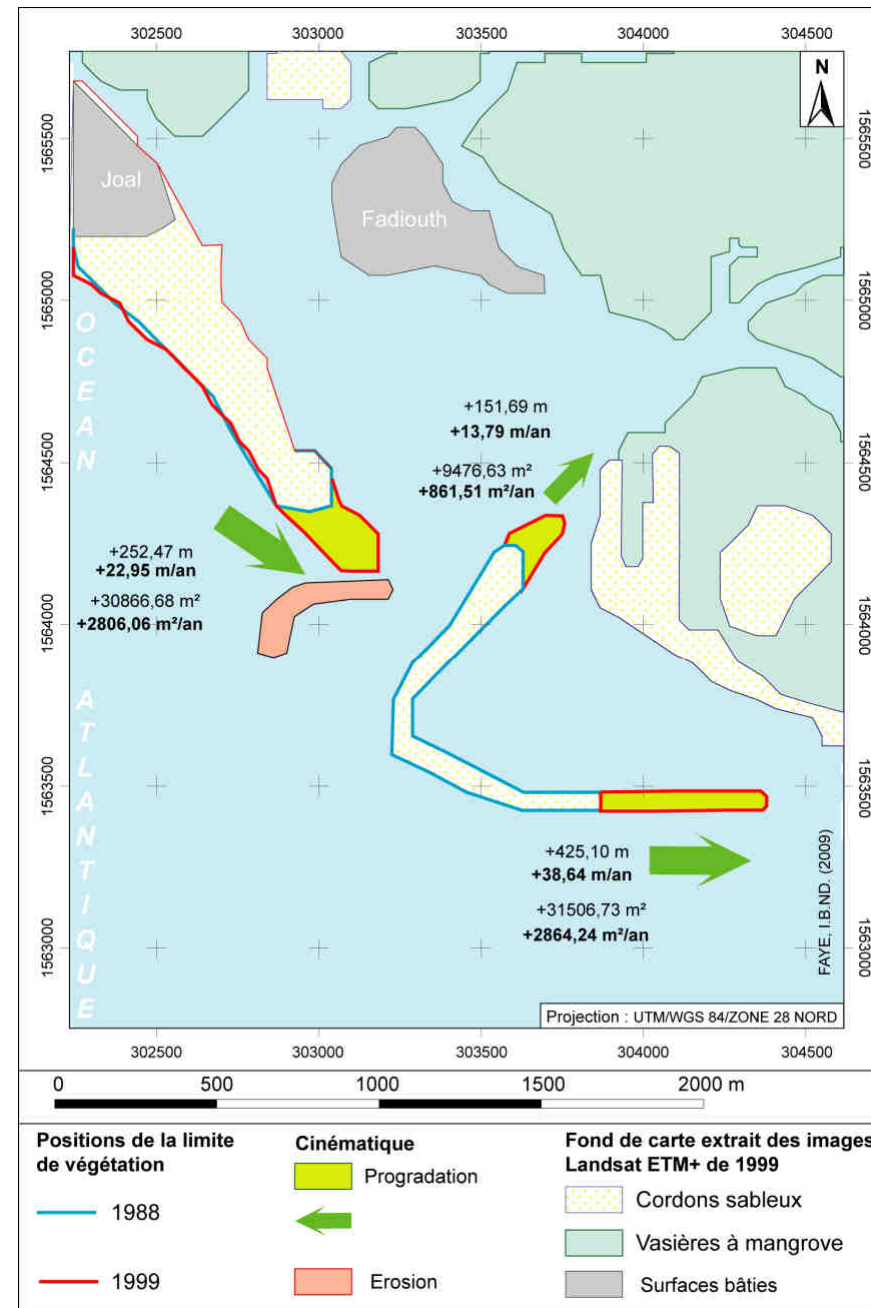 302500 303000 303500 304000 304500
N
1565500 1565500
Joal
Fadiouth
1565000 1565000
OCEAN
ATLANTIQUE
+151,69 m
+13,79 m/an
+9476,63 m²
+861,51 m²/an
1564500 1564500
+252,47 m
+22,95 m/an
+30866,68 m²
+2806,06 m²/an
1564000 1564000
1563500 1563500
+425,10 m
+38,64 m/an
+31506,73 m²
+2864,24 m²/an
1563000 1563000
FAYE, I.B.ND. (2009)
Projection : UTM/WGS 84/ZONE 28 NORD
302500 303000 303500 304000 304500
0 500 1000 1500 2000 m
Positions de la limite
de végétation
1988
1999
Cinématique
Progradation
Erosion
Fond de carte extrait des images
Landsat ETM+ de 1999
Cordons sableux
Vasières à mangrove
Surfaces bâties